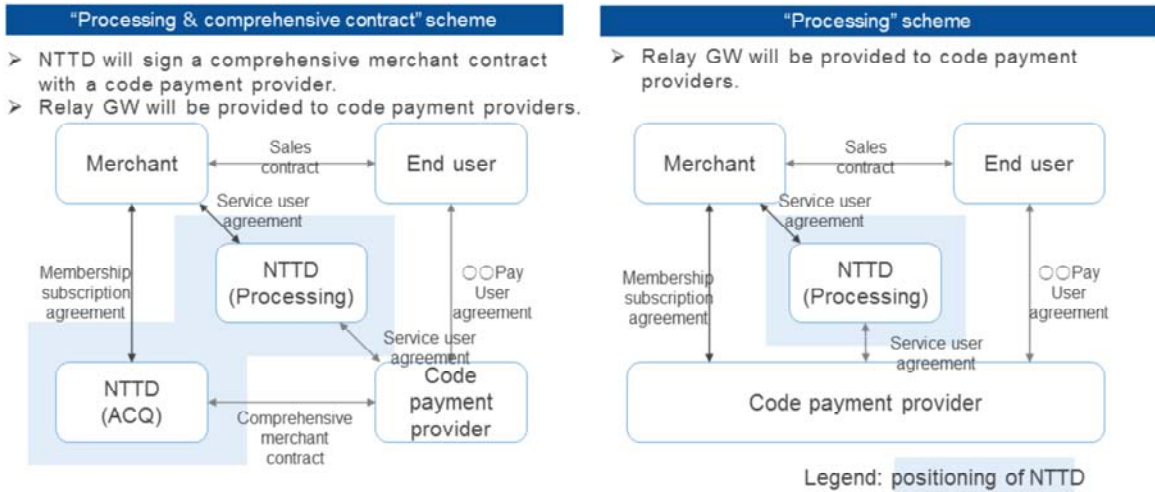 "Processing & comprehensive contract" scheme
➢ NTTD will sign a comprehensive merchant contract
with a code payment provider.
➢ Relay GW will be provided to code payment providers.
Merchant
Sales
contract
End user
Service user
agreement
Membership
subscription
agreement
NTTD
(Processing)
○○Pay
User
agreement
Service user
agreement
NTTD
(ACQ)
Comprehensive
merchant
contract
Code
payment
provider
"Processing" scheme
➢ Relay GW will be provided to code payment
providers.
Merchant
Sales
contract
End user
Service user
agreement
Membership
subscription
agreement
NTTD
(Processing)
○○Pay
User
agreement
Service user
agreement
Code payment provider
Legend: positioning of NTTD